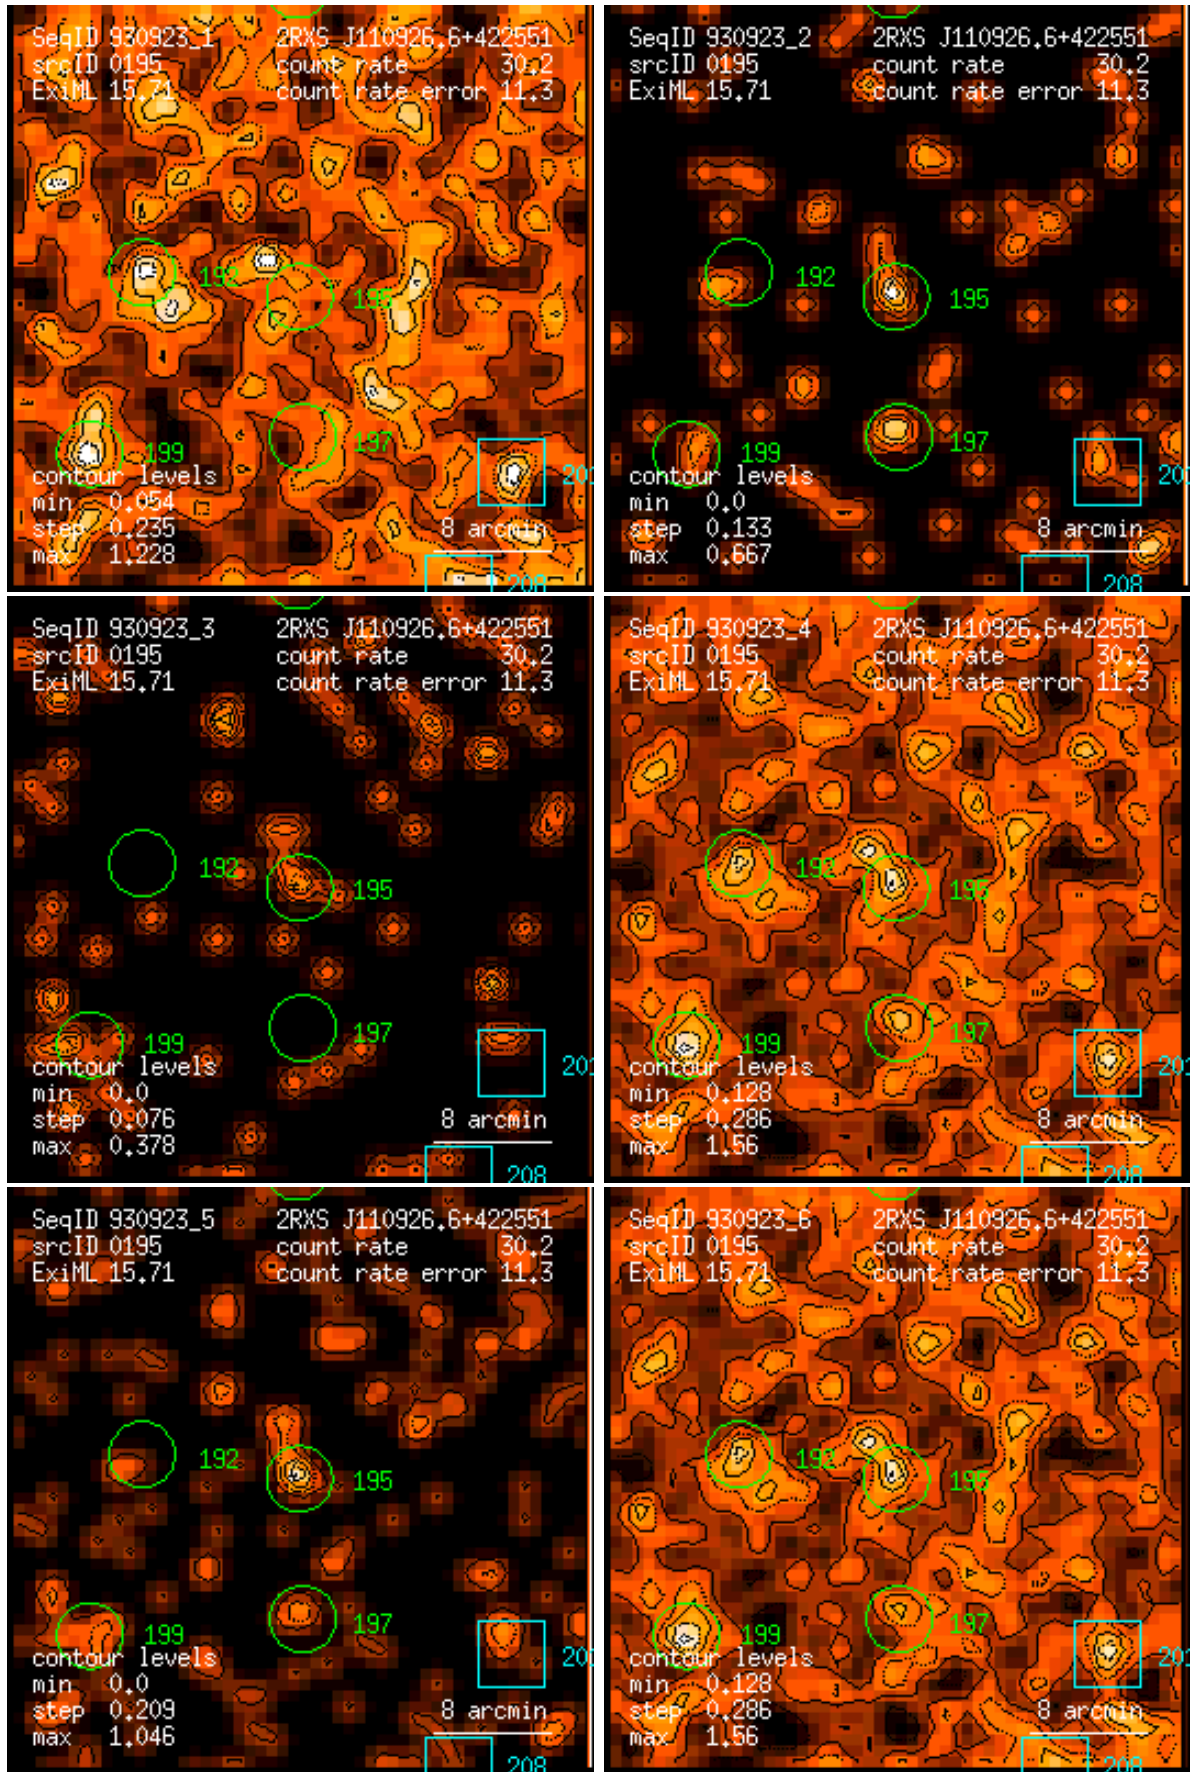 SeqID 930923_1 2RXS J110926.6+422551
srcID 0195 count rate 30.2
ExiML 15.71 count rate error 11.3
192
195
199
197
201
contour levels
min 0.054
step 0.235 8 arcmin
max 1.228
208
SeqID 930923_2 2RXS J110926.6+422551
srcID 0195 count rate 30.2
ExiML 15.71 count rate error 11.3
192
195
199
197
contour levels
min 0.0
step 0.133 8 arcmin
max 0.667
208
SeqID 930923_3 2RXS J110926.6+422551
srcID 0195 count rate 30.2
ExiML 15.71 count rate error 11.3
192
195
199
197
contour levels
min 0.0
step 0.076 8 arcmin
max 0.378
208
SeqID 930923_4 2RXS J110926.6+422551
srcID 0195 count rate 30.2
ExiML 15.71 count rate error 11.3
192
195
199
197
contour levels
min 0.128
step 0.286 8 arcmin
max 1.56
208
SeqID 930923_5 2RXS J110926.6+422551
srcID 0195 count rate 30.2
ExiML 15.71 count rate error 11.3
192
195
199
197
contour levels
min 0.0
step 0.209 8 arcmin
max 1.046
208
SeqID 930923_6 2RXS J110926.6+422551
srcID 0195 count rate 30.2
ExiML 15.71 count rate error 11.3
192
195
199
197
contour levels
min 0.128
step 0.286 8 arcmin
max 1.56
208